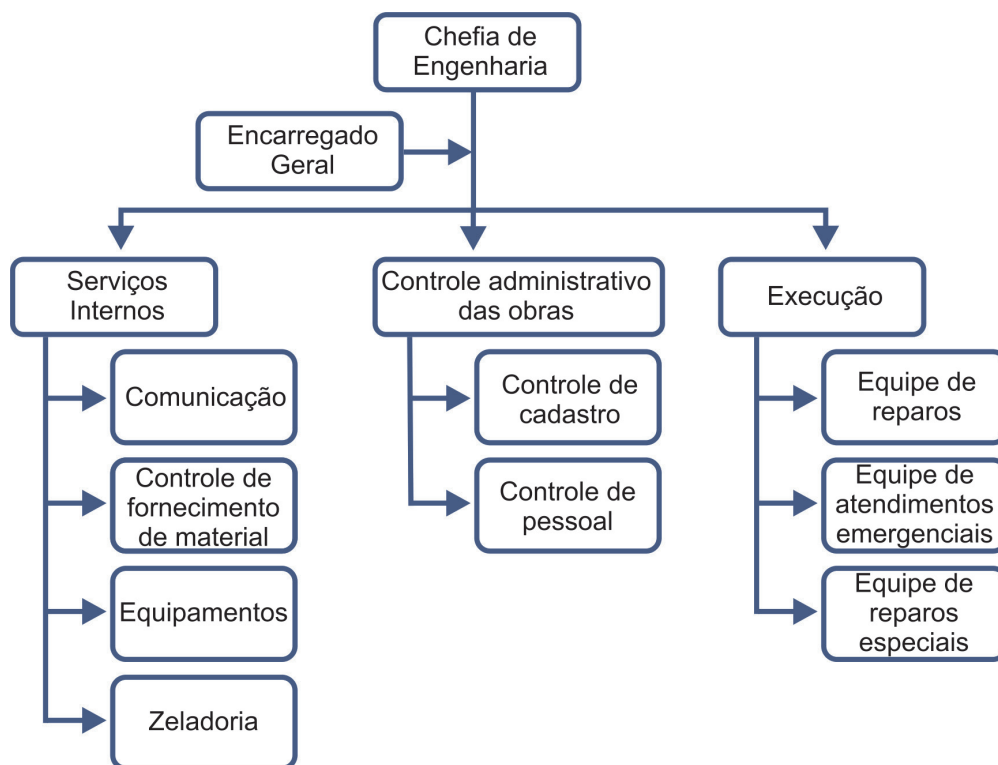 Chefia de
Engenharia
Encarregado
Geral
Serviços
Internos
Comunicação
Controle de
fornecimento
de material
Equipamentos
Zeladoria
Controle administrativo
das obras
Controle de
cadastro
Controle de
pessoal
Execução
Equipe de
reparos
Equipe de
atendimentos
emergenciais
Equipe de
reparos
especiais